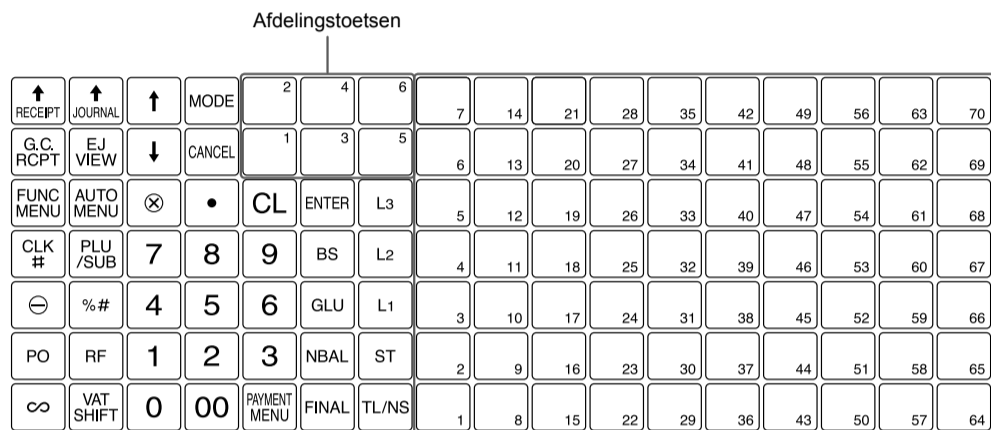 Afdelingstoetsen
RECEIPT JOURNAL MODE 2 4 6 7 14 21 28 35 42 49 56 63 70
G.C. RCPT EJ VIEW CANCEL 1 3 5 6 13 20 27 34 41 48 55 62 69
FUNC MENU AUTO MENU ⊗ • CL ENTER L3 5 12 19 26 33 40 47 54 61 68
CLK # PLU /SUB 7 8 9 BS L2 4 11 18 25 32 39 46 53 60 67
⊖ %# 4 5 6 GLU L1 3 10 17 24 31 38 45 52 59 66
PO RF 1 2 3 NBAL ST 2 9 16 23 30 37 44 51 58 65
∞ VAT SHIFT 0 00 PAYMENT MENU FINAL TL/NS 1 8 15 22 29 36 43 50 57 64